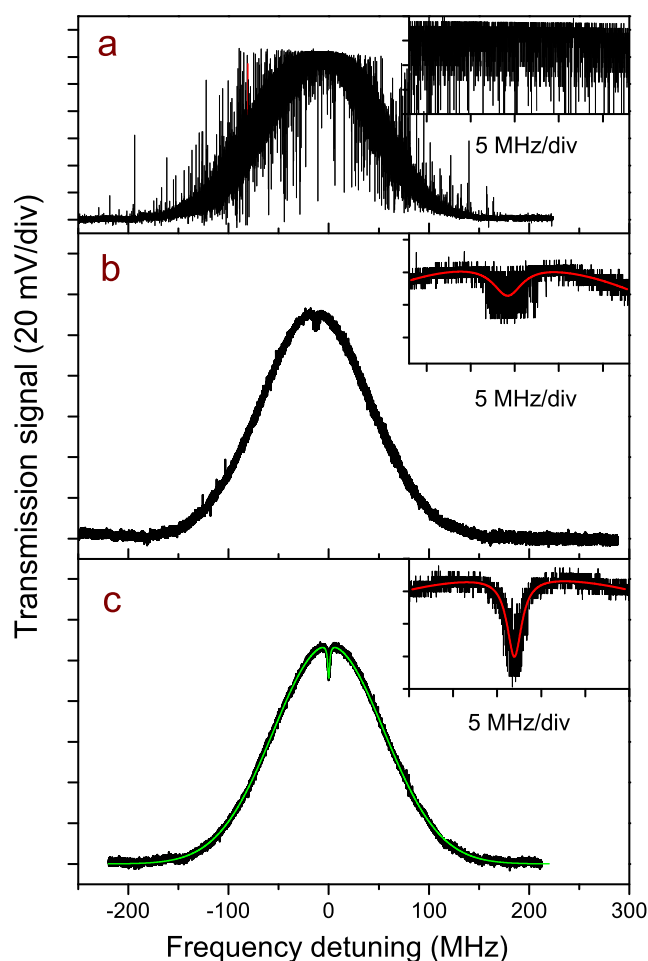 Transmission signal (20 mV/div)
a
5 MHz/div
b
5 MHz/div
c
5 MHz/div
-200 -100 0 100 200 300
Frequency detuning (MHz)